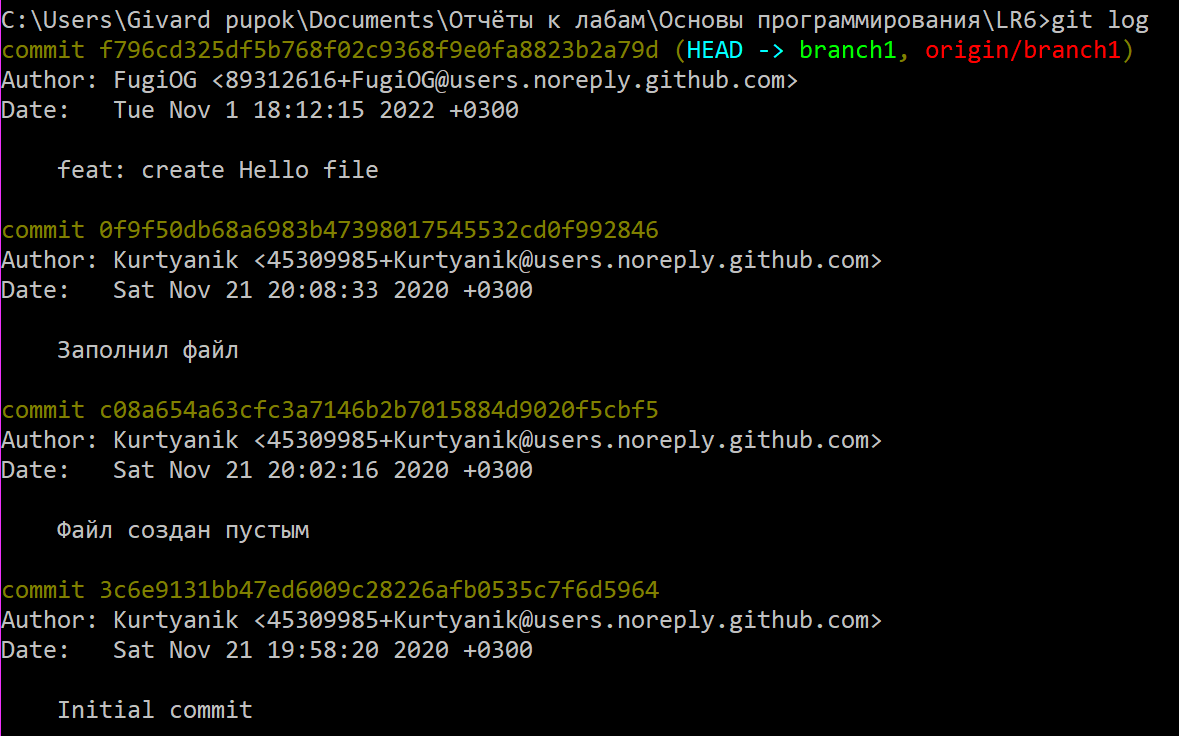 C:\Users\Givard pupok\Documents\Отчёты к лабам\Основы программирования\LR6>git log
commit f796cd325df5b768f02c9368f9e0fa8823b2a79d (HEAD -> branch1, origin/branch1)
Author: FugiOG <89312616+FugiOG@users.noreply.github.com>
Date:   Tue Nov 1 18:12:15 2022 +0300
    feat: create Hello file
commit 0f9f50db68a6983b47398017545532cd0f992846
Author: Kurtyanik <45309985+Kurtyanik@users.noreply.github.com>
Date:   Sat Nov 21 20:08:33 2020 +0300
    Заполнил файл
commit c08a654a63cfc3a7146b2b7015884d9020f5cbf5
Author: Kurtyanik <45309985+Kurtyanik@users.noreply.github.com>
Date:   Sat Nov 21 20:02:16 2020 +0300
    Файл создан пустым
commit 3c6e9131bb47ed6009c28226afb0535c7f6d5964
Author: Kurtyanik <45309985+Kurtyanik@users.noreply.github.com>
Date:   Sat Nov 21 19:58:20 2020 +0300
    Initial commit